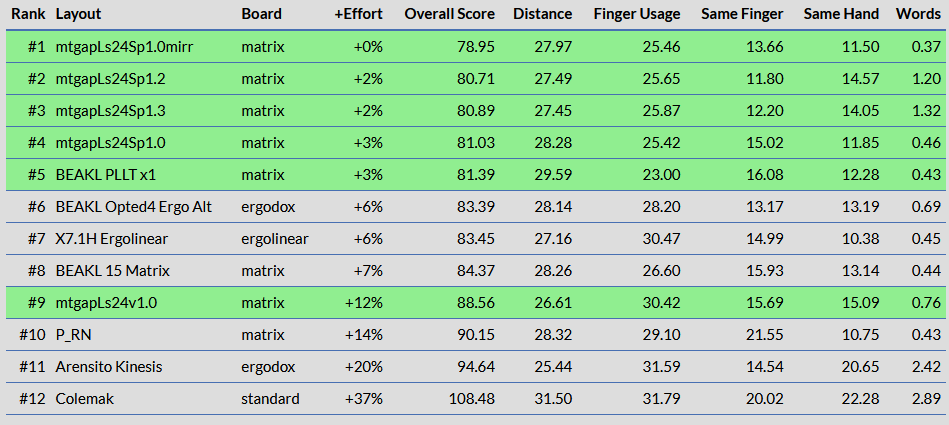 Rank Layout Board +Effort Overall Score Distance Finger Usage Same Finger Same Hand Words
#1 mtgapLs24Sp1.0mirr matrix +0% 78.95 27.97 25.46 13.66 11.50 0.37
#2 mtgapLs24Sp1.2 matrix +2% 80.71 27.49 25.65 11.80 14.57 1.20
#3 mtgapLs24Sp1.3 matrix +2% 80.89 27.45 25.87 12.20 14.05 1.32
#4 mtgapLs24Sp1.0 matrix +3% 81.03 28.28 25.42 15.02 11.85 0.46
#5 BEAKL PLLT x1 matrix +3% 81.39 29.59 23.00 16.08 12.28 0.43
#6 BEAKL Opted4 Ergo Alt ergodox +6% 83.39 28.14 28.20 13.17 13.19 0.69
#7 X7.1H Ergolinear ergolinear +6% 83.45 27.16 30.47 14.99 10.38 0.45
#8 BEAKL 15 Matrix matrix +7% 84.37 28.26 26.60 15.93 13.14 0.44
#9 mtgapLs24v1.0 matrix +12% 88.56 26.61 30.42 15.69 15.09 0.76
#10 P_RN matrix +14% 90.15 28.32 29.10 21.55 10.75 0.43
#11 Arensito Kinesis ergodox +20% 94.64 25.44 31.59 14.54 20.65 2.42
#12 Colemak standard +37% 108.48 31.50 31.79 20.02 22.28 2.89